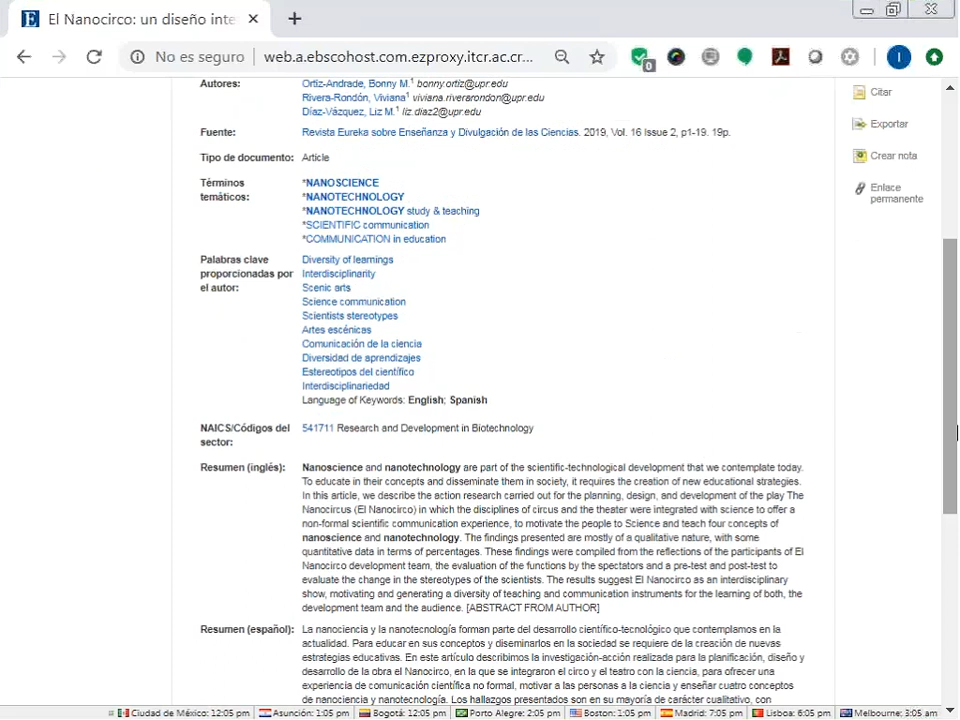 El Nanocirco: un diseño inte
No es seguro
web.a.ebscohost.com.ezproxy.itcr.ac.cr...
0
I
Autores:
Ortiz-Andrade, Bonny M.¹ bonny.ortiz@upr.edu
Rivera-Rondón, Viviana¹ viviana.riverarondon@upr.edu
Díaz-Vázquez, Liz M.¹ liz.diaz2@upr.edu
Fuente:
Revista Eureka sobre Enseñanza y Divulgación de las Ciencias. 2019, Vol. 16 Issue 2, p1-19. 19p.
Tipo de documento:
Article
Términos
temáticos:
*NANOSCIENCE
*NANOTECHNOLOGY
*NANOTECHNOLOGY study & teaching
*SCIENTIFIC communication
*COMMUNICATION in education
Palabras clave
proporcionadas por
el autor:
Diversity of learnings
Interdisciplinarity
Scenic arts
Science communication
Scientists stereotypes
Artes escénicas
Comunicación de la ciencia
Diversidad de aprendizajes
Estereotipos del científico
Interdisciplinariedad
Language of Keywords: English; Spanish
NAICS/Códigos del
sector:
541711 Research and Development in Biotechnology
Resumen (inglés):
Nanoscience and nanotechnology are part of the scientific-technological development that we contemplate today.
To educate in their concepts and disseminate them in society, it requires the creation of new educational strategies.
In this article, we describe the action research carried out for the planning, design, and development of the play The
Nanocircus (El Nanocirco) in which the disciplines of circus and the theater were integrated with science to offer a
non-formal scientific communication experience, to motivate the people to Science and teach four concepts of
nanoscience and nanotechnology. The findings presented are mostly of a qualitative nature, with some
quantitative data in terms of percentages. These findings were compiled from the reflections of the participants of El
Nanocirco development team, the evaluation of the functions by the spectators and a pre-test and post-test to
evaluate the change in the stereotypes of the scientists. The results suggest El Nanocirco as an interdisciplinary
show, motivating and generating a diversity of teaching and communication instruments for the learning of both, the
development team and the audience. [ABSTRACT FROM AUTHOR]
Resumen (español):
La nanociencia y la nanotecnología forman parte del desarrollo científico-tecnológico que contemplamos en la
actualidad. Para educar en sus conceptos y diseminarlos en la sociedad se requiere de la creación de nuevas
estrategias educativas. En este artículo describimos la investigación-acción realizada para la planificación, diseño y
desarrollo de la obra el Nanocirco, en la que se integraron el circo y el teatro con la ciencia, para ofrecer una
experiencia de comunicación científica no formal, motivar a las personas a la ciencia y enseñar cuatro conceptos
de nanociencia y nanotecnología. Los hallazgos presentados son en su mayoría de carácter cualitativo, con
Citar
Exportar
Crear nota
Enlace
permanente
Ciudad de México: 12:05 pm
Asunción: 1:05 pm
Bogotá: 12:05 pm
Porto Alegre: 2:05 pm
Boston: 1:05 pm
Madrid: 7:05 pm
Lisboa: 6:05 pm
Melbourne: 3:05 am